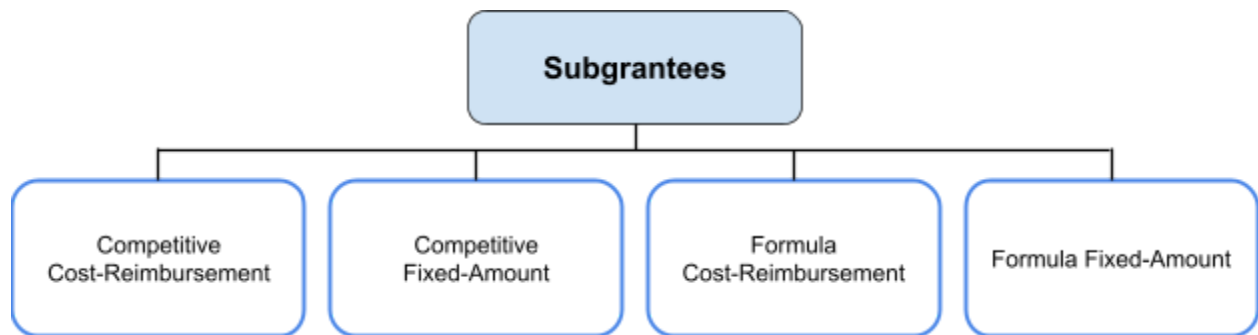 Subgrantees
Competitive
Cost-Reimbursement
Competitive
Fixed-Amount
Formula
Cost-Reimbursement
Formula Fixed-Amount